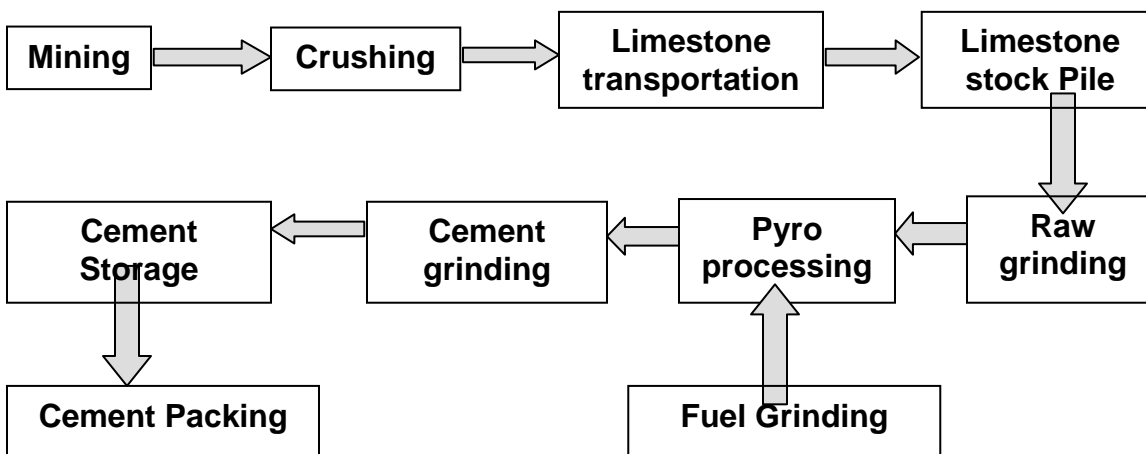 Mining
Crushing
Limestone
transportation
Limestone
stock Pile
Cement
Storage
Cement
grinding
Pyro
processing
Raw
grinding
Cement Packing
Fuel Grinding